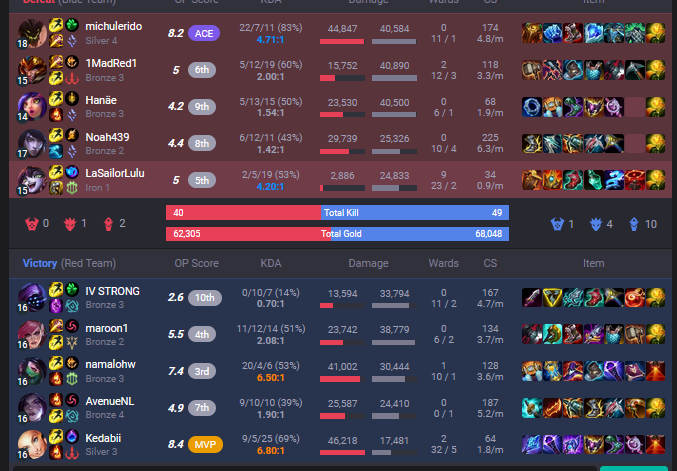 Defeat (Blue Team) OP Score KDA Damage Wards CS Item
18 michulerido Silver 4 8.2 ACE 22/7/11 (83%) 4.71:1 44,847 40,584 0 11 / 1 174 4.8/m
15 1MadRed1 Bronze 3 5 6th 5/12/19 (60%) 2.00:1 15,752 40,890 2 12 / 3 118 3.3/m
14 Hanäe Bronze 3 4.2 9th 5/13/15 (50%) 1.54:1 23,530 40,500 0 6 / 1 68 1.9/m
17 Noah439 Bronze 2 4.4 8th 6/12/11 (43%) 1.42:1 29,739 25,326 0 10 / 4 225 6.3/m
15 LaSailorLulu Iron 1 5 5th 2/5/19 (53%) 4.20:1 2,886 24,833 9 23 / 2 34 0.9/m
0 1 2 40 Total Kill 49 1 4 10
62,305 Total Gold 68,048
Victory (Red Team) OP Score KDA Damage Wards CS Item
16 IV STRONG Bronze 3 2.6 10th 0/10/7 (14%) 0.70:1 13,594 33,794 0 11 / 2 167 4.7/m
16 maroon1 Bronze 2 5.5 4th 11/12/14 (51%) 2.08:1 23,742 38,779 0 6 / 2 134 3.7/m
16 namalohw Bronze 3 7.4 3rd 20/4/6 (53%) 6.50:1 41,002 30,444 1 10 / 1 128 3.6/m
16 AvenueNL Bronze 4 4.9 7th 9/10/10 (39%) 1.90:1 25,587 24,410 0 0 / 1 187 5.2/m
16 Kedabii Silver 3 8.4 MVP 9/5/25 (69%) 6.80:1 46,218 17,481 2 32 / 5 64 1.8/m